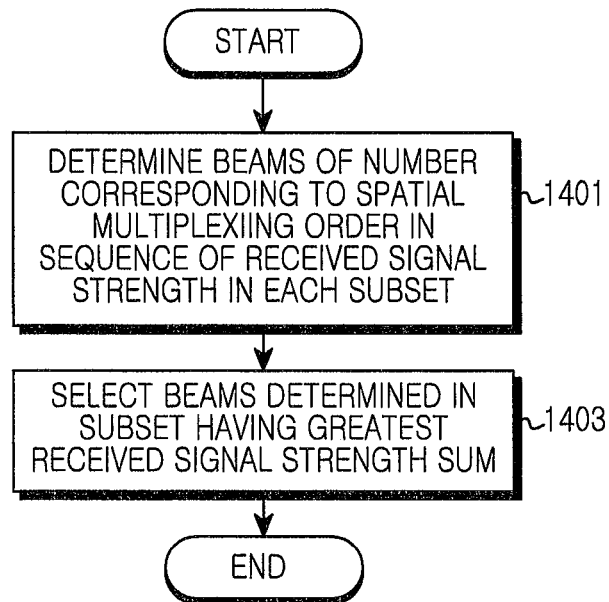 START
DETERMINE BEAMS OF NUMBER
CORRESPONDING TO SPATIAL
MULTIPLEXIING ORDER IN
SEQUENCE OF RECEIVED SIGNAL
STRENGTH IN EACH SUBSET
1401
SELECT BEAMS DETERMINED IN
SUBSET HAVING GREATEST
RECEIVED SIGNAL STRENGTH SUM
1403
END